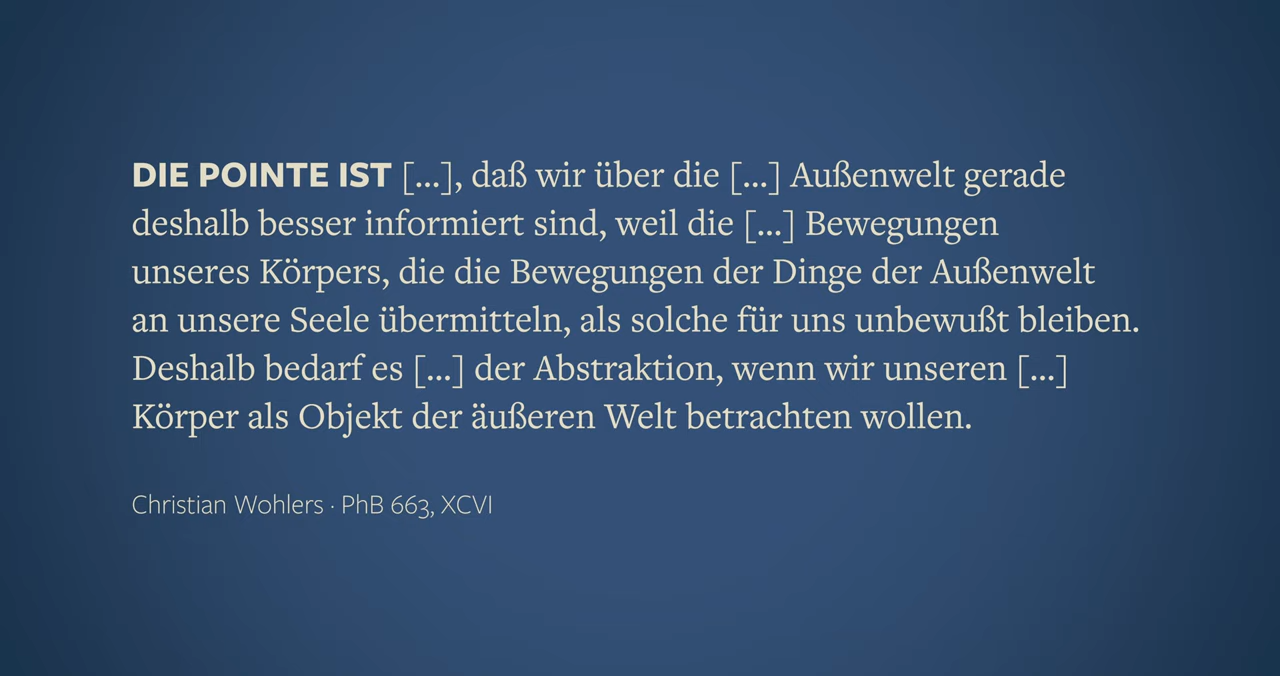 DIE POINTE IST [...], daß wir über die [...] Außenwelt gerade
deshalb besser informiert sind, weil die [...] Bewegungen
unseres Körpers, die die Bewegungen der Dinge der Außenwelt
an unsere Seele übermitteln, als solche für uns unbewußt bleiben.
Deshalb bedarf es [...] der Abstraktion, wenn wir unseren [...]
Körper als Objekt der äußeren Welt betrachten wollen.
Christian Wohlers · PhB 663, XCVI